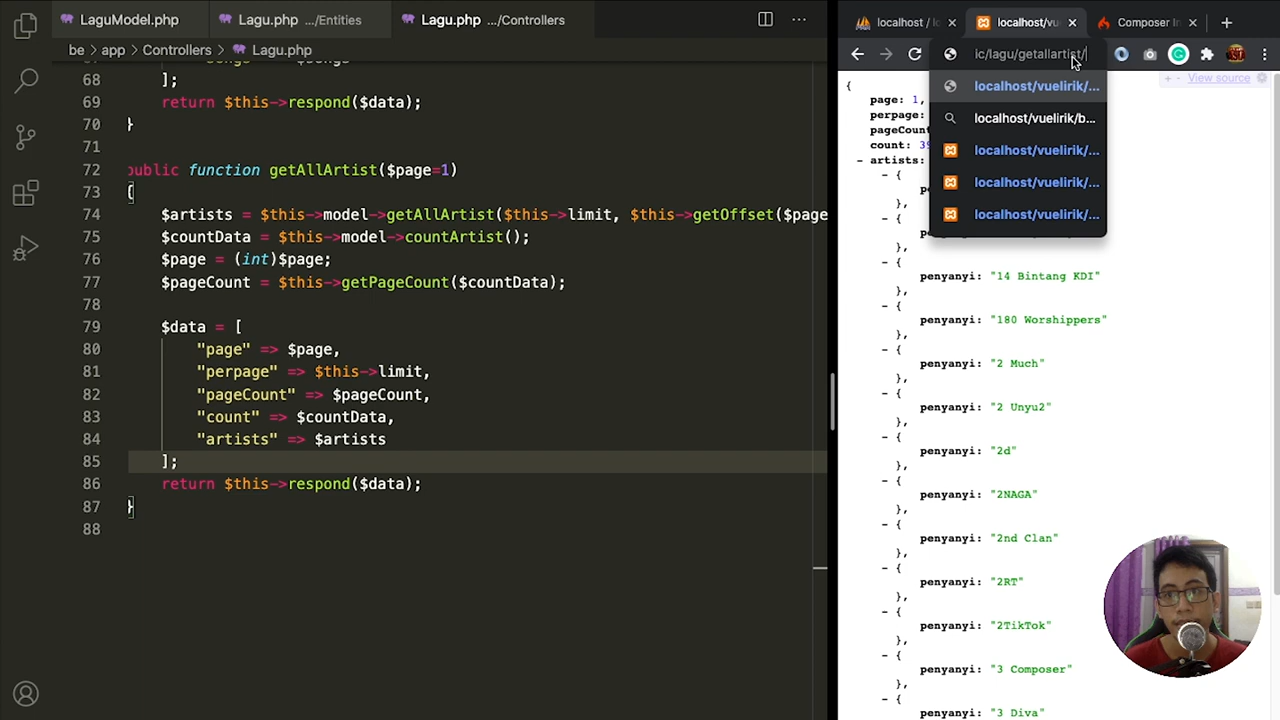 LaguModel.php
Lagu.php .../Entities
Lagu.php .../Controllers
be > app > Controllers > Lagu.php
68 ];
69 return $this->respond($data);
70 }
71
72 public function getAllArtist($page=1)
73 {
74 $artists = $this->model->getAllArtist($this->limit, $this->getOffset($page
75 $countData = $this->model->countArtist();
76 $page = (int)$page;
77 $pageCount = $this->getPageCount($countData);
78
79 $data = [
80 "page" => $page,
81 "perpage" => $this->limit,
82 "pageCount" => $pageCount,
83 "count" => $countData,
84 "artists" => $artists
85 ];
86 return $this->respond($data);
87 }
88
localhost / lo
localhost/vue
Composer In
ic/lagu/getallartist/
localhost/vuelirik/...
localhost/vuelirik/b...
localhost/vuelirik/...
localhost/vuelirik/...
localhost/vuelirik/...
+ - View source
{
page: 1,
perpage:
pageCount
count: 39
- artists:
- {
},
- {
},
- {
penyanyi: "14 Bintang KDI"
},
- {
penyanyi: "180 Worshippers"
},
- {
penyanyi: "2 Much"
},
- {
penyanyi: "2 Unyu2"
},
- {
penyanyi: "2d"
},
- {
penyanyi: "2NAGA"
},
- {
penyanyi: "2nd Clan"
},
- {
penyanyi: "2RT"
},
- {
penyanyi: "2TikTok"
},
- {
penyanyi: "3 Composer"
},
- {
penyanyi: "3 Diva"